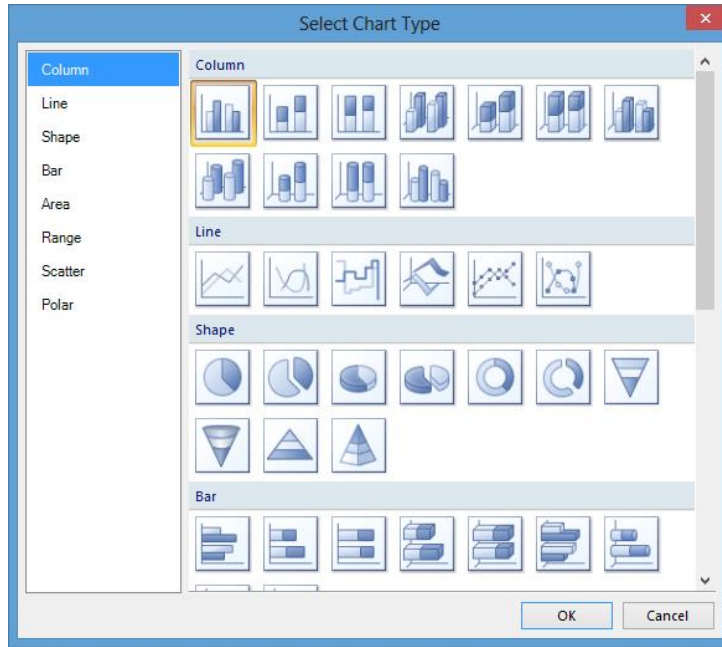 Select Chart Type
Column
Line
Shape
Bar
Area
Range
Scatter
Polar
Column
Line
Shape
Bar
OK
Cancel